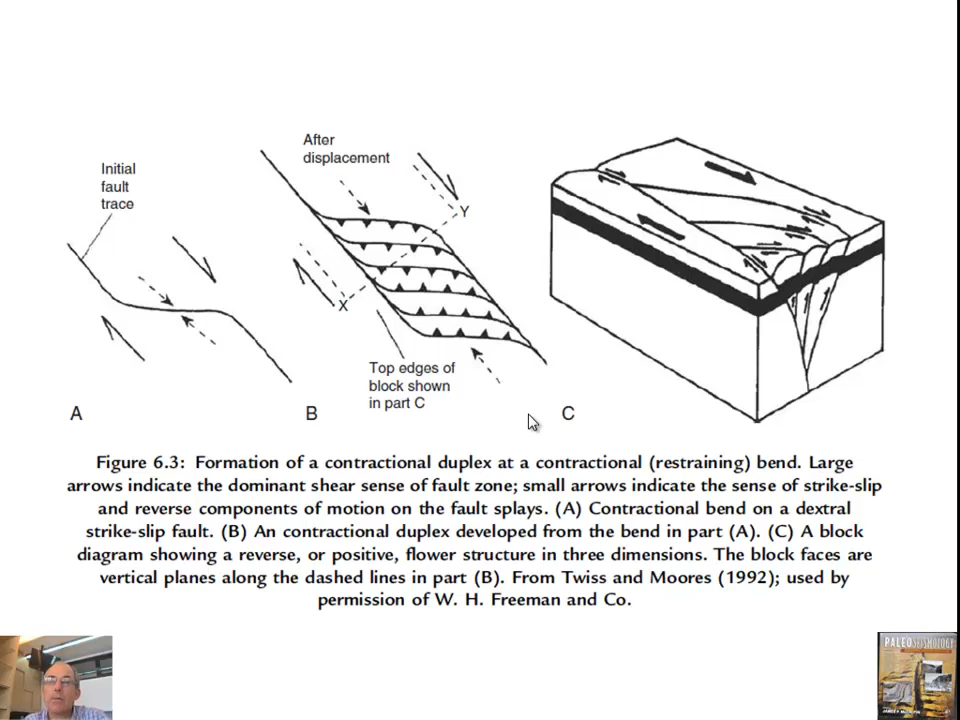 After
displacement
Initial
fault
trace
Y
X
Top edges of
block shown
in part C
A
B
C
Figure 6.3: Formation of a contractional duplex at a contractional (restraining) bend. Large
arrows indicate the dominant shear sense of fault zone; small arrows indicate the sense of strike-slip
and reverse components of motion on the fault splays. (A) Contractional bend on a dextral
strike-slip fault. (B) An contractional duplex developed from the bend in part (A). (C) A block
diagram showing a reverse, or positive, flower structure in three dimensions. The block faces are
vertical planes along the dashed lines in part (B). From Twiss and Moores (1992); used by
permission of W. H. Freeman and Co.
PALEOSEISMOLOGY